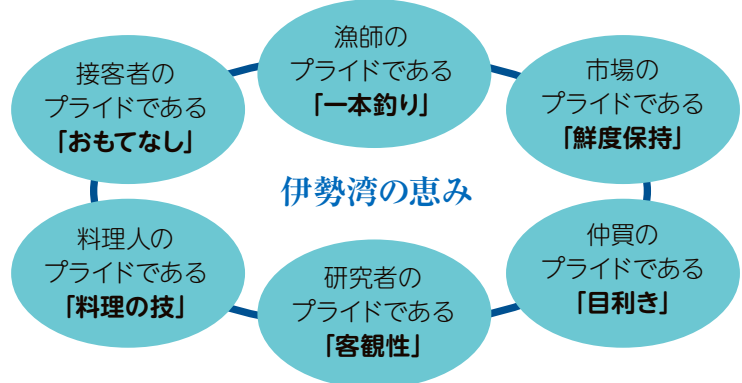 漁師の
プライドである
「一本釣り」
市場の
プライドである
「鮮度保持」
仲買の
プライドである
「目利き」
研究者の
プライドである
「客観性」
料理人の
プライドである
「料理の技」
接客者の
プライドである
「おもてなし」
伊勢湾の恵み